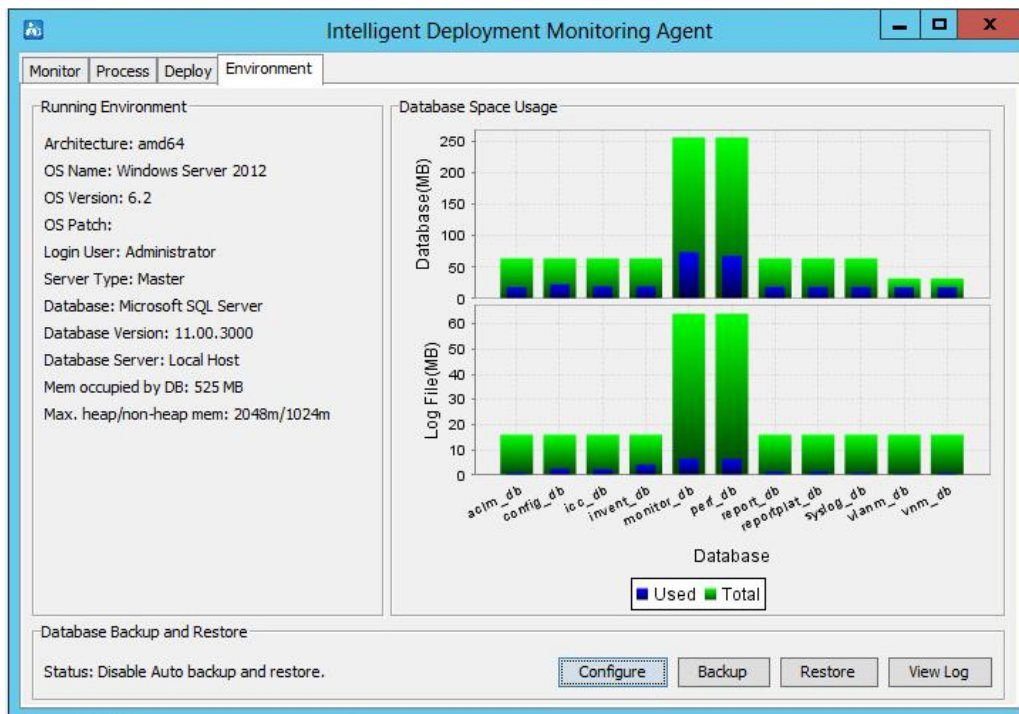 Intelligent Deployment Monitoring Agent
Monitor Process Deploy Environment
Running Environment
Architecture: amd64
OS Name: Windows Server 2012
OS Version: 6.2
OS Patch:
Login User: Administrator
Server Type: Master
Database: Microsoft SQL Server
Database Version: 11.00.3000
Database Server: Local Host
Mem occupied by DB: 525 MB
Max. heap/non-heap mem: 2048m/1024m
Database Space Usage
Database(MB)
250
200
150
100
50
0
Log File(MB)
60
50
40
30
20
10
0
aclm_db config_db icc_db invent_db monitor_db perf_db report_db reportplat_db syslog_db vlanm_db vnm_db
Database
Used Total
Database Backup and Restore
Status: Disable Auto backup and restore.
Configure Backup Restore View Log